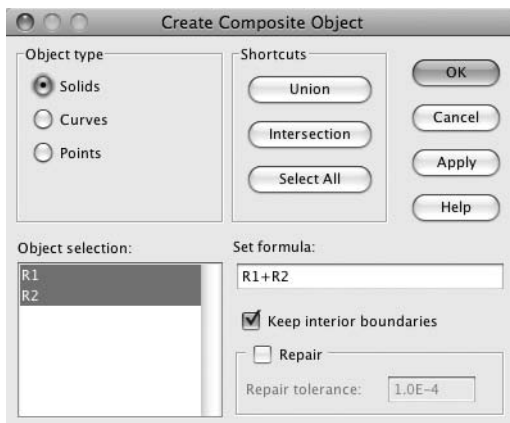 Create Composite Object
Object type
Solids
Curves
Points
Shortcuts
Union
Intersection
Select All
OK
Cancel
Apply
Help
Object selection:
R1
R2
Set formula:
R1+R2
Keep interior boundaries
Repair
Repair tolerance:
1.0E-4